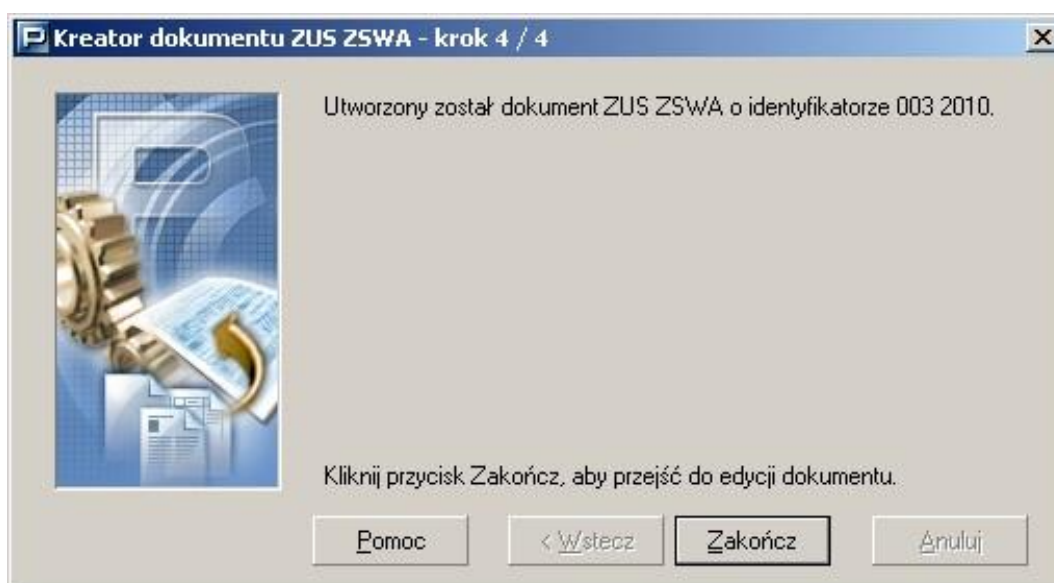 Kreator dokumentu ZUS ZSWA - krok 4 / 4
Utworzony został dokument ZUS ZSWA o identyfikatorze 003 2010.
Kliknij przycisk Zakończ, aby przejść do edycji dokumentu.
Pomoc < Wstecz Zakończ Anuluj